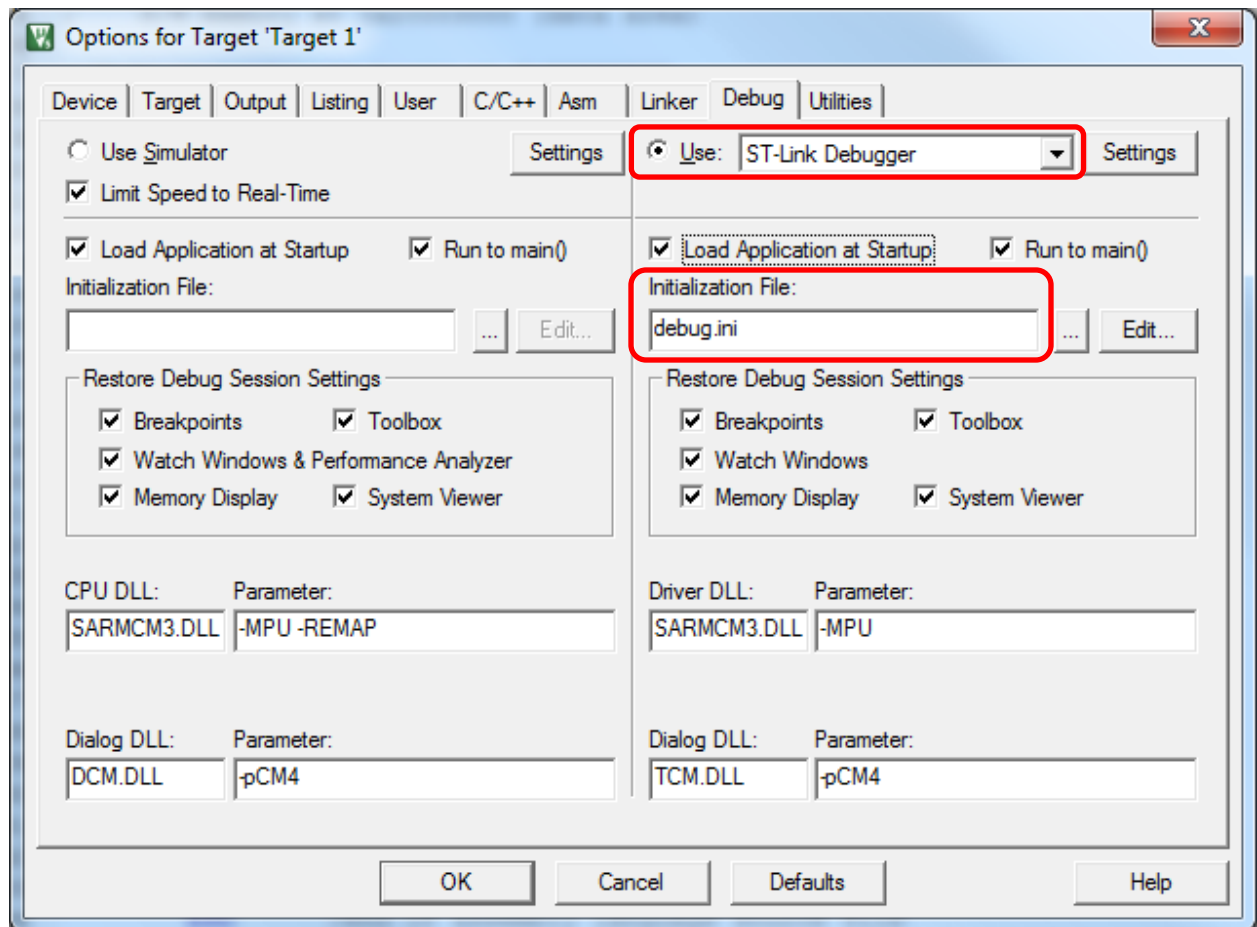 Options for Target 'Target 1'
Device Target Output Listing User C/C++ Asm Linker Debug Utilities
Use Simulator Settings
Limit Speed to Real-Time
Use: ST-Link Debugger Settings
Load Application at Startup Run to main()
Initialization File:
... Edit...
Load Application at Startup Run to main()
Initialization File:
debug.ini ... Edit...
Restore Debug Session Settings
Breakpoints Toolbox
Watch Windows & Performance Analyzer
Memory Display System Viewer
Restore Debug Session Settings
Breakpoints Toolbox
Watch Windows
Memory Display System Viewer
CPU DLL: Parameter:
SARMCM3.DLL -MPU -REMAP
Driver DLL: Parameter:
SARMCM3.DLL -MPU
Dialog DLL: Parameter:
DCM.DLL -pCM4
Dialog DLL: Parameter:
TCM.DLL -pCM4
OK Cancel Defaults Help